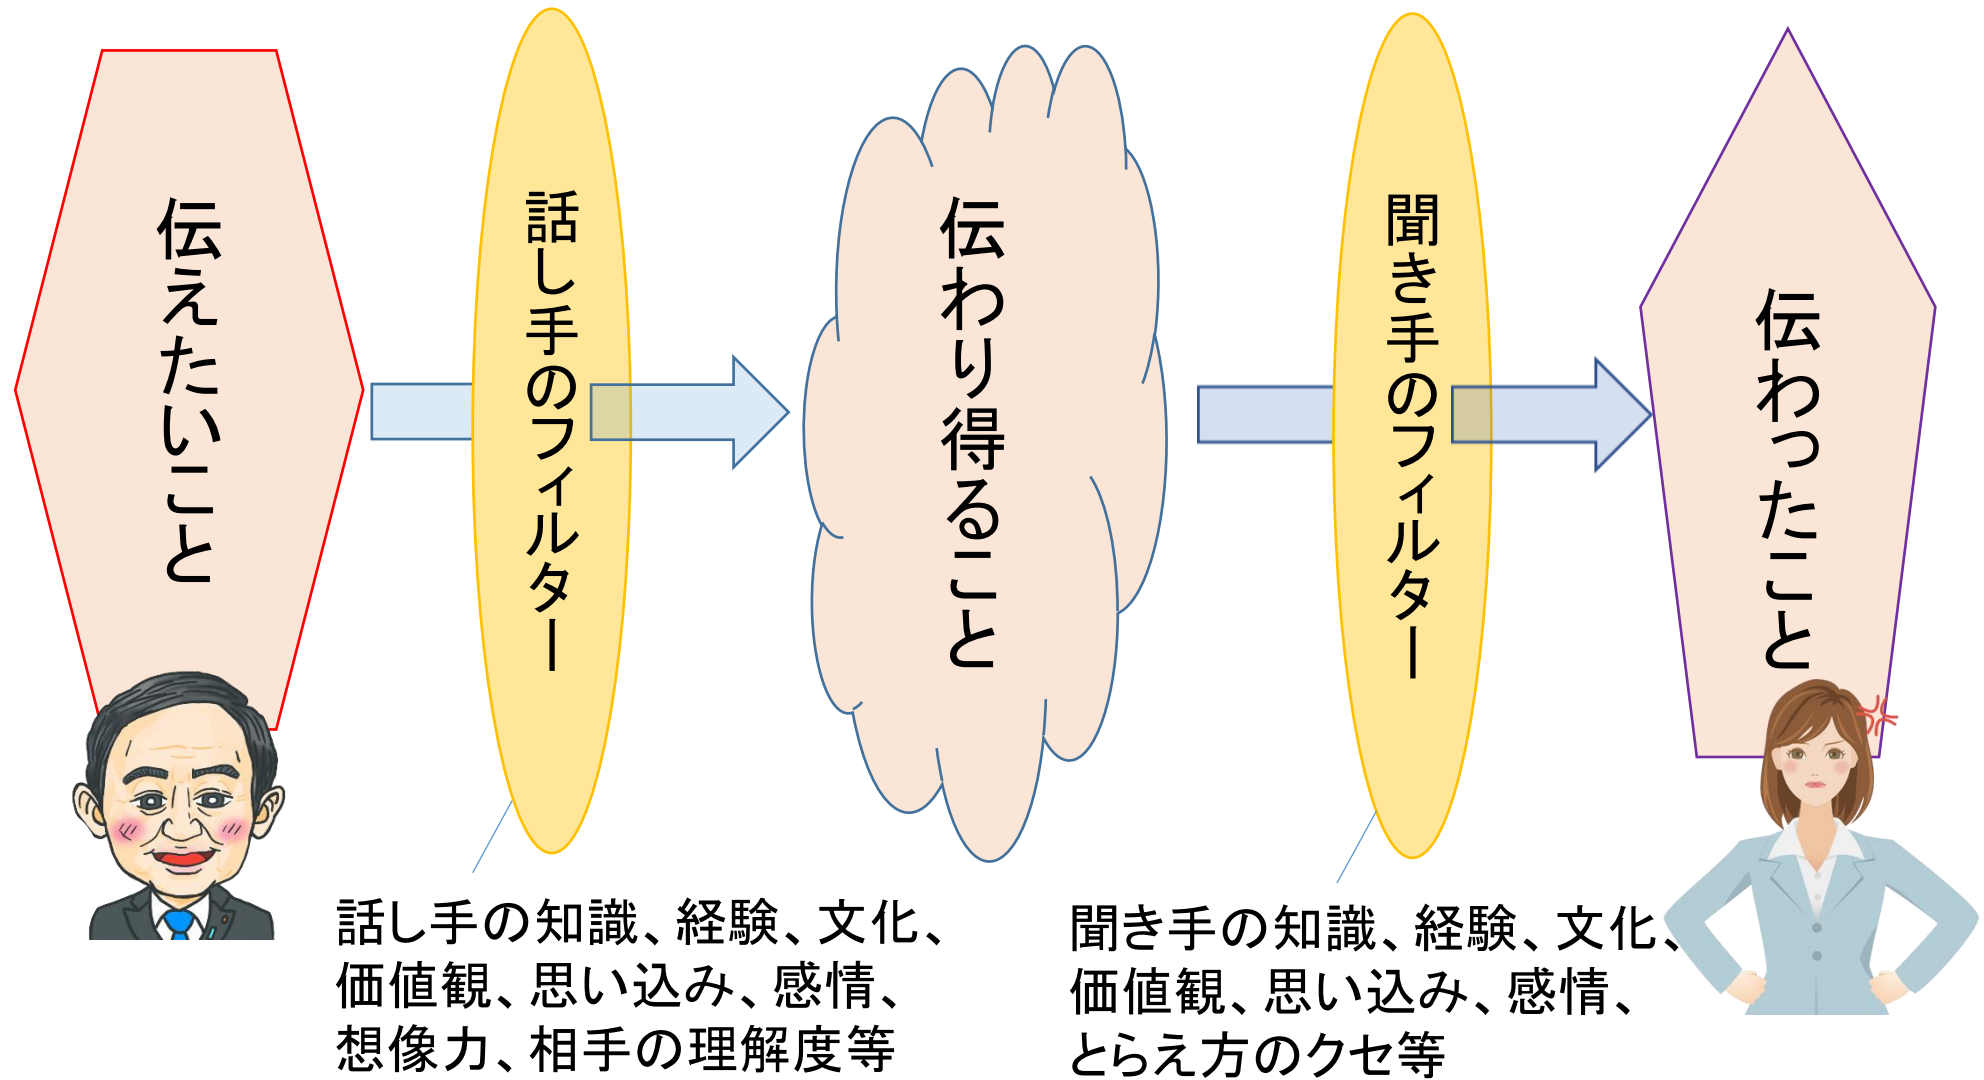 伝えたいこと
話し手のフィルター
伝わり得ること
聞き手のフィルター
伝わったこと
話し手の知識、経験、文化、
価値観、思い込み、感情、
想像力、相手の理解度等
聞き手の知識、経験、文化、
価値観、思い込み、感情、
とらえ方のクセ等